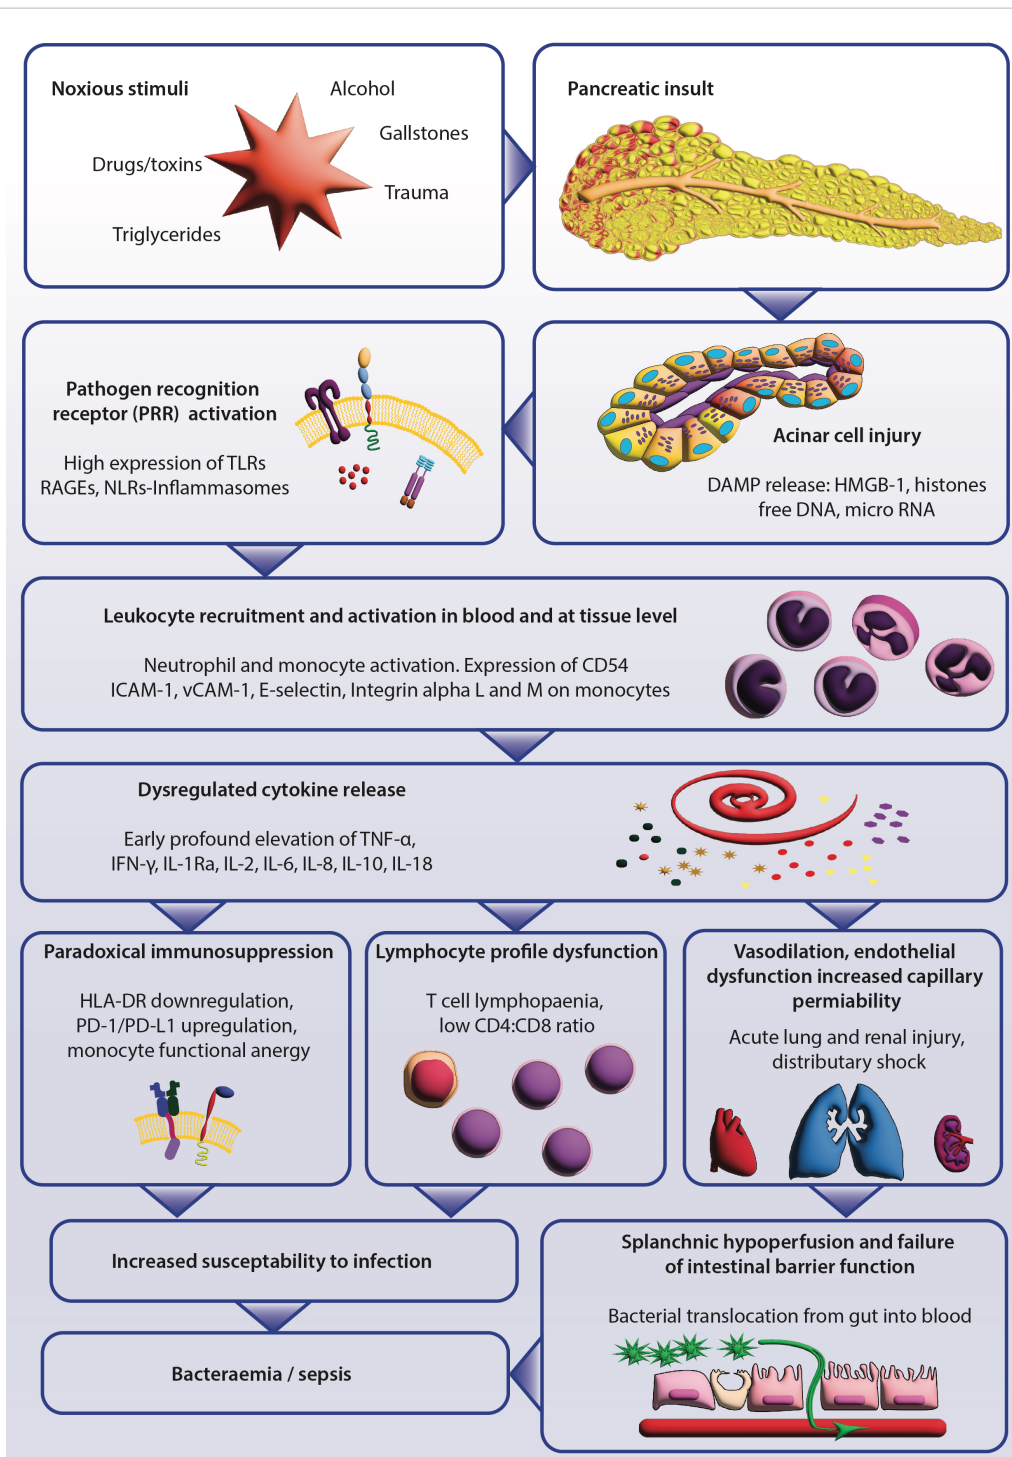 Noxious stimuli
Alcohol
Gallstones
Drugs/toxins
Trauma
Triglycerides
Pancreatic insult
Pathogen recognition
receptor (PRR) activation
High expression of TLRs
RAGEs, NLRs-Inflammasomes
Acinar cell injury
DAMP release: HMGB-1, histones
free DNA, micro RNA
Leukocyte recruitment and activation in blood and at tissue level
Neutrophil and monocyte activation. Expression of CD54
ICAM-1, vCAM-1, E-selectin, Integrin alpha L and M on monocytes
Dysregulated cytokine release
Early profound elevation of TNF-α,
IFN-γ, IL-1Ra, IL-2, IL-6, IL-8, IL-10, IL-18
Paradoxical immunosuppression
HLA-DR downregulation,
PD-1/PD-L1 upregulation,
monocyte functional anergy
Lymphocyte profile dysfunction
T cell lymphopaenia,
low CD4:CD8 ratio
Vasodilation, endothelial
dysfunction increased capillary
permiability
Acute lung and renal injury,
distributary shock
Increased susceptability to infection
Splanchnic hypoperfusion and failure
of intestinal barrier function
Bacterial translocation from gut into blood
Bacteraemia / sepsis